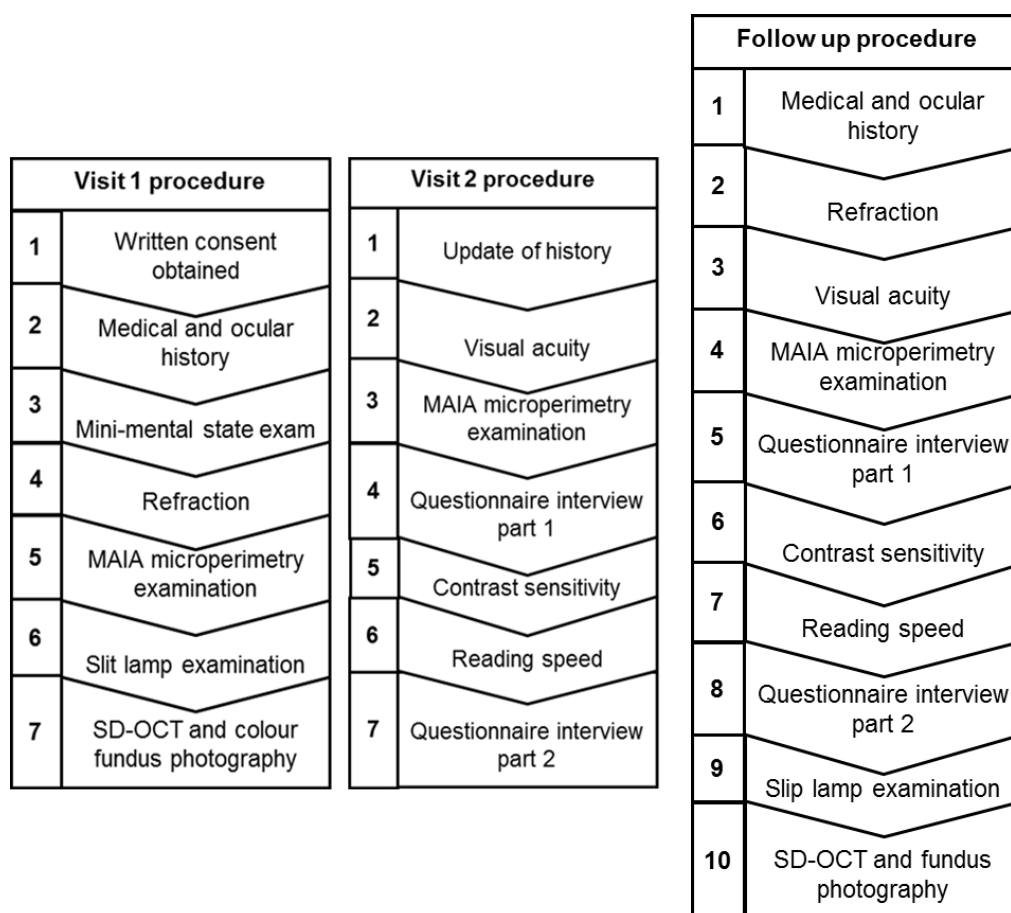 Visit 1 procedure
1
Written consent
obtained
2
Medical and ocular
history
3
Mini-mental state exam
4
Refraction
5
MAIA microperimetry
examination
6
Slit lamp examination
7
SD-OCT and colour
fundus photography
Visit 2 procedure
1
Update of history
2
Visual acuity
3
MAIA microperimetry
examination
4
Questionnaire interview
part 1
5
Contrast sensitivity
6
Reading speed
7
Questionnaire interview
part 2
Follow up procedure
1
Medical and ocular
history
2
Refraction
3
Visual acuity
4
MAIA microperimetry
examination
5
Questionnaire interview
part 1
6
Contrast sensitivity
7
Reading speed
8
Questionnaire interview
part 2
9
Slip lamp examination
10
SD-OCT and fundus
photography